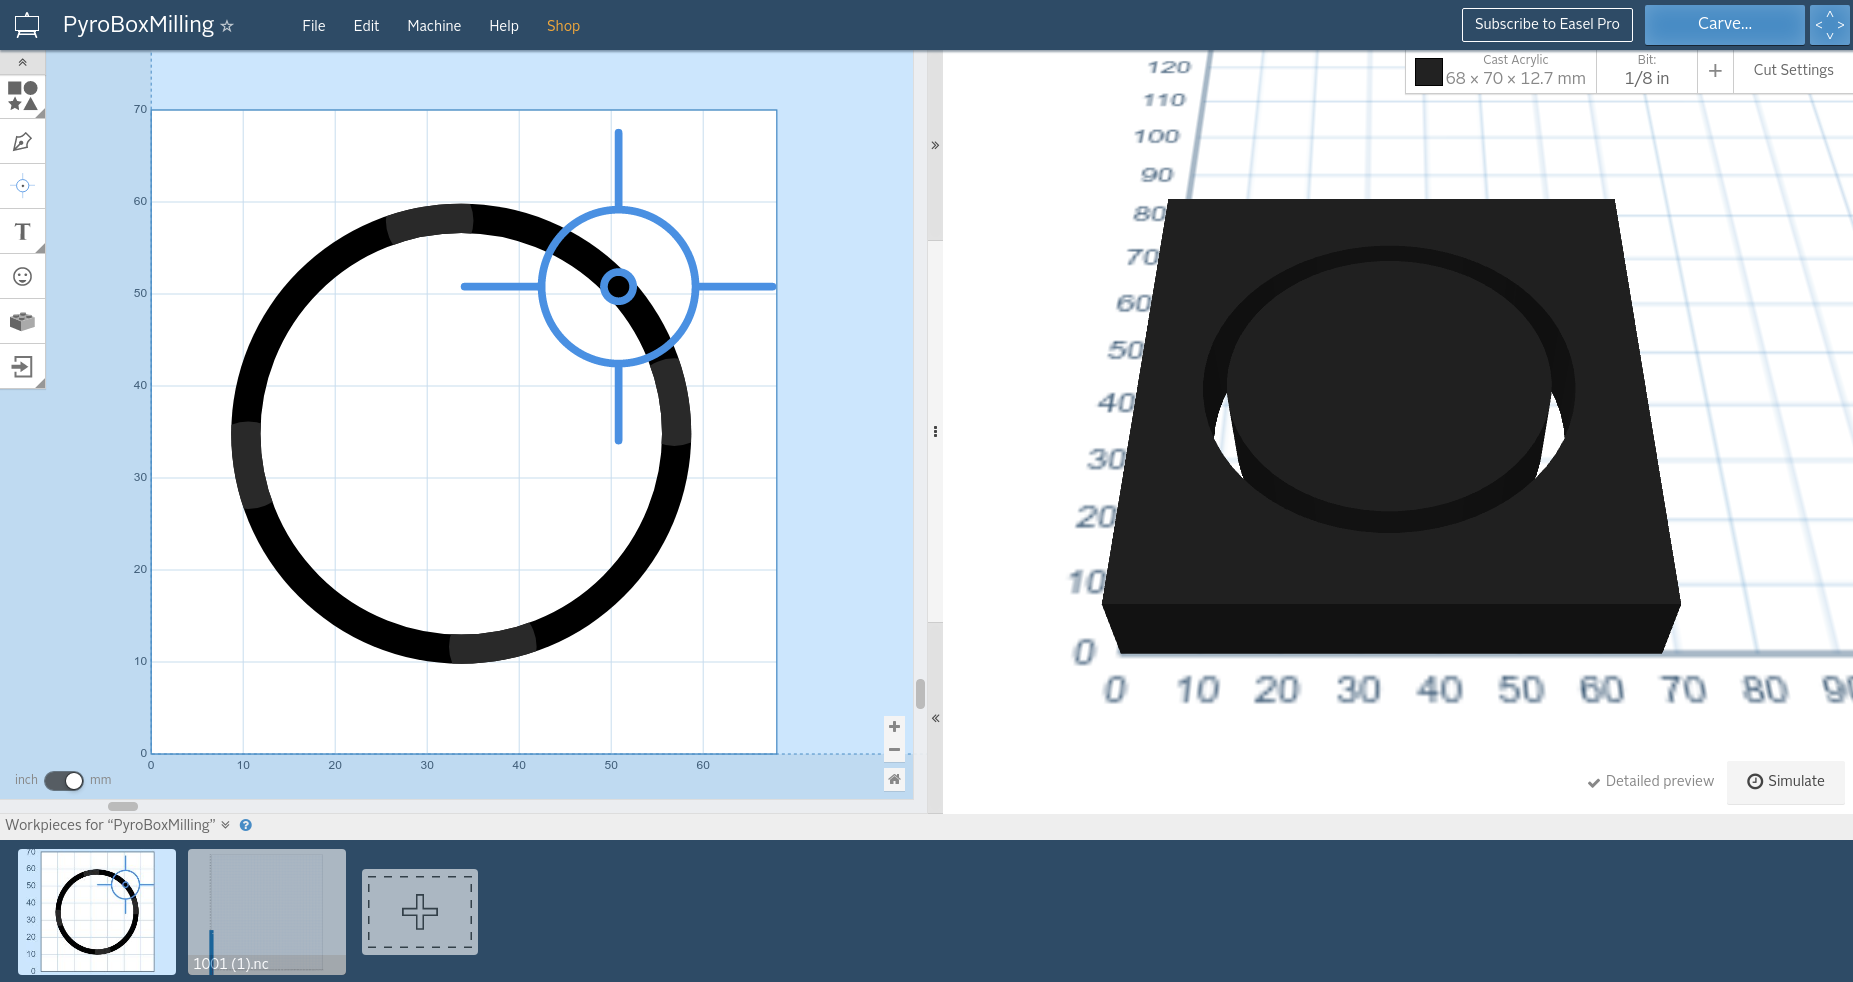 PyroBoxMilling ☆ File Edit Machine Help Shop Subscribe to Easel Pro Carve...
Cast Acrylic
68 × 70 × 12.7 mm
Bit:
1/8 in
+
Cut Settings
T
70
60
50
40
30
20
10
0
0 10 20 30 40 50 60
inch mm
120
110
100
90
80
70
60
50
40
30
20
10
0
0 10 20 30 40 50 60 70 80
Detailed preview
Simulate
Workpieces for “PyroBoxMilling”
70
60
50
40
30
20
10
0
1001 (1).nc